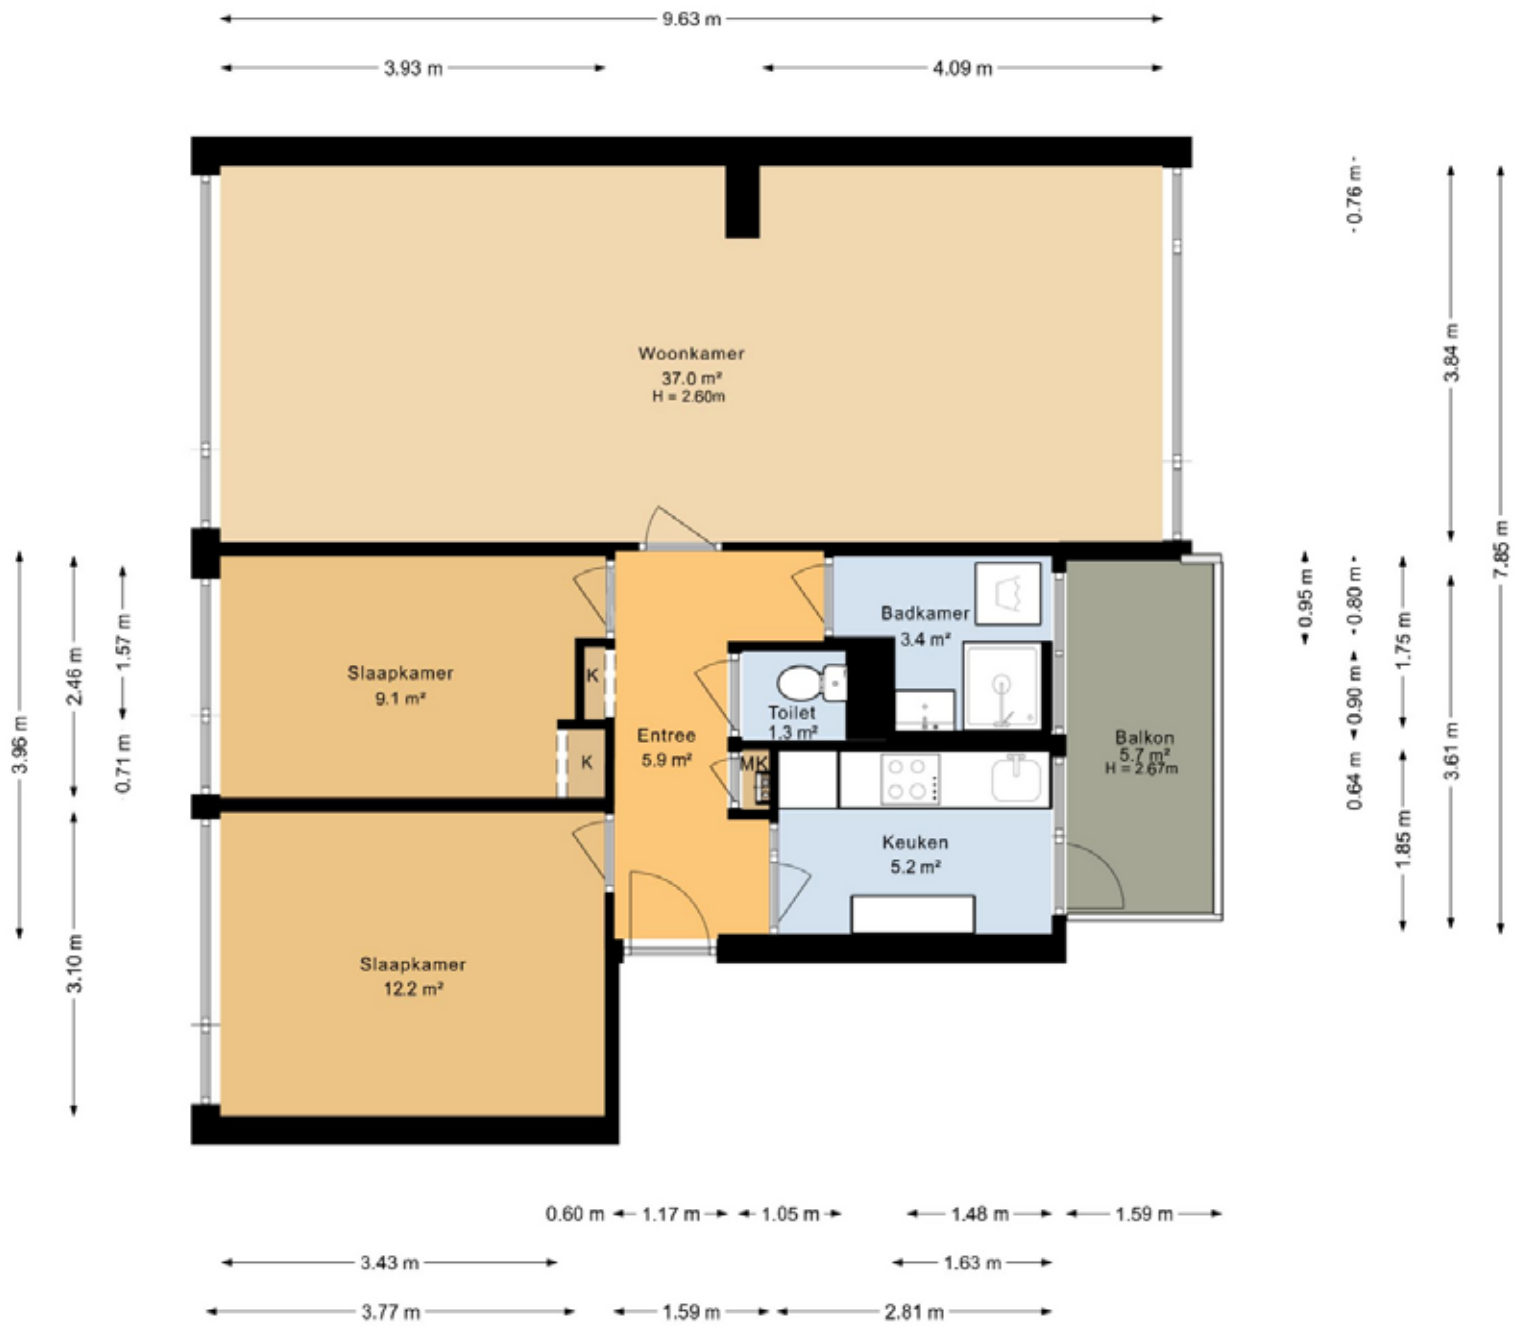 9.63 m
3.93 m
4.09 m
0.76 m
3.84 m
7.85 m
Woonkamer
37.0 m²
H = 2.60m
3.96 m
2.46 m
1.57 m
0.71 m
3.10 m
Slaapkamer
9.1 m²
K
K
Entree
5.9 m²
Badkamer
3.4 m²
Toilet
1.3 m²
MK
Keuken
5.2 m²
Balkon
5.7 m²
H = 2.67m
0.95 m
0.80 m
0.90 m
0.64 m
1.75 m
1.85 m
3.61 m
Slaapkamer
12.2 m²
0.60 m
1.17 m
1.05 m
1.48 m
1.59 m
3.43 m
1.63 m
3.77 m
1.59 m
2.81 m